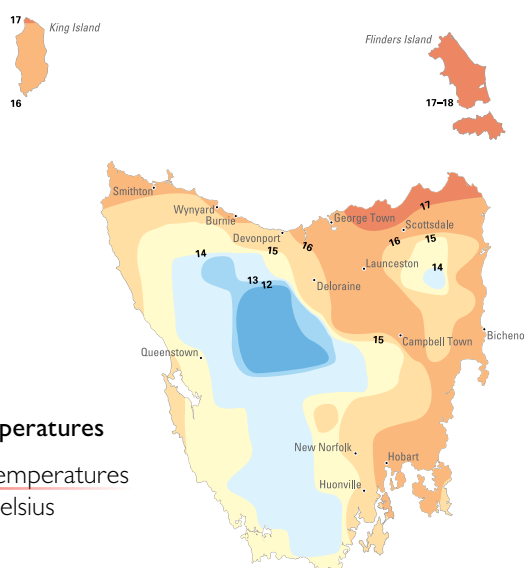 17
King Island
16
Flinders Island
17–18
Smithton
Wynyard
Burnie
Devonport
George Town
17
Scottsdale
16
15
16
15
14
Launceston
14
13
12
Deloraine
15
Campbell Town
Bicheno
Queenstown
peratures
emperatures
elsius
New Norfolk
Hobart
Huonville